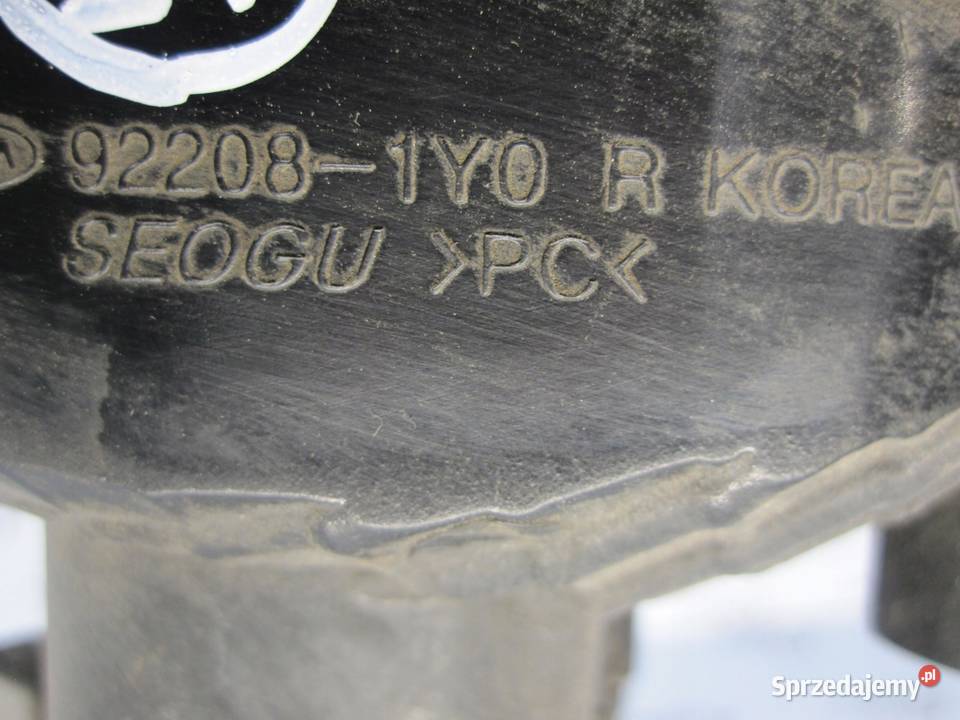 92208-1Y0 R KOREA
SEOGU >PC<
Sprzedajemy.pl